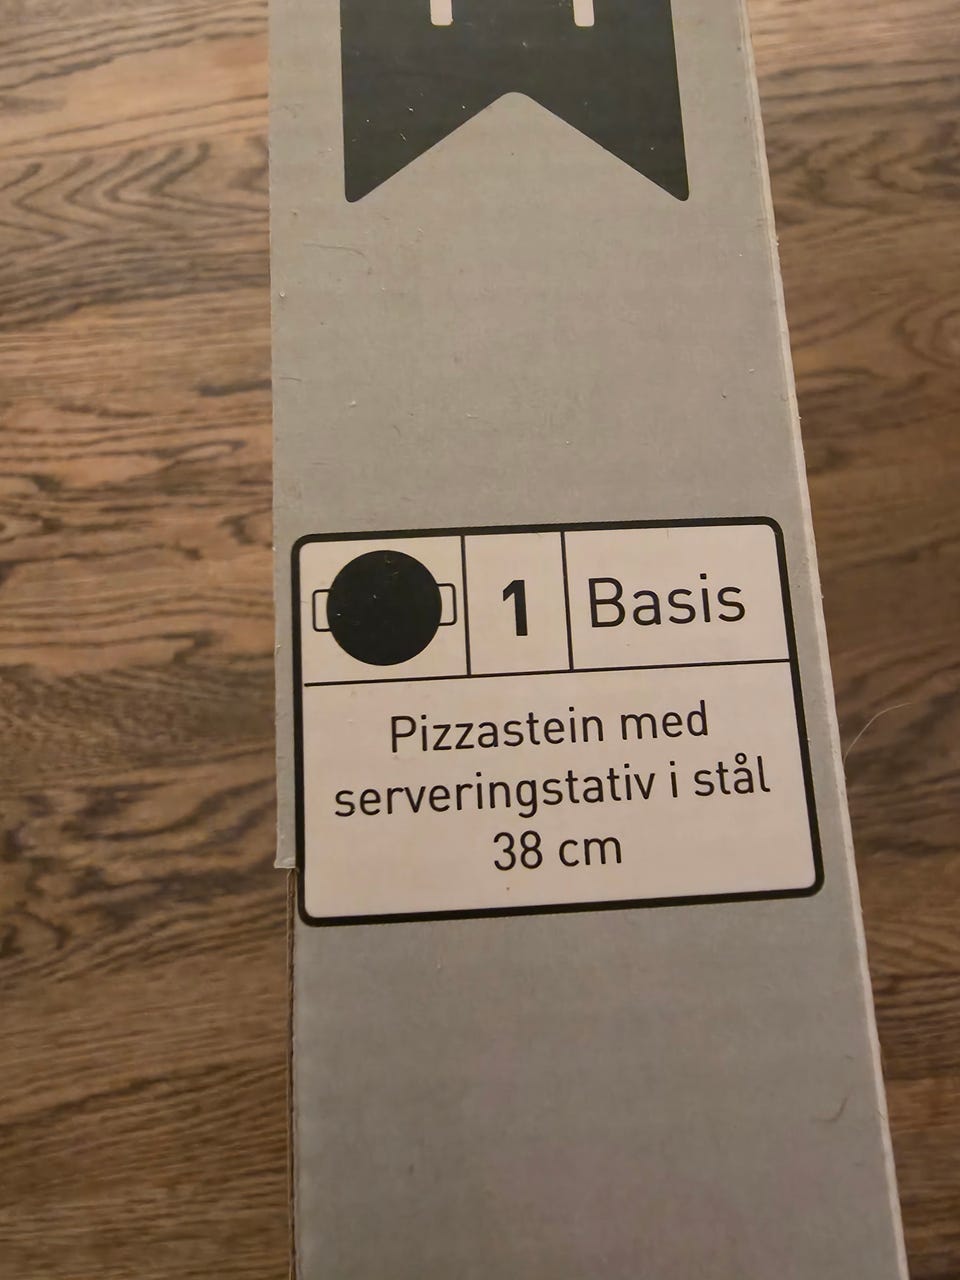 1
Basis
Pizzastein med
serveringstativ i stål
38 cm